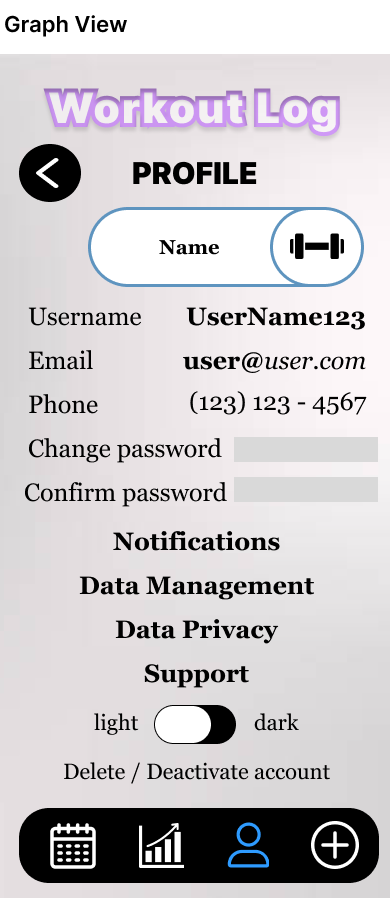 Graph View
Workout Log
PROFILE
Name
Username UserName123
Email user@user.com
Phone (123) 123 - 4567
Change password
Confirm password
Notifications
Data Management
Data Privacy
Support
light dark
Delete / Deactivate account